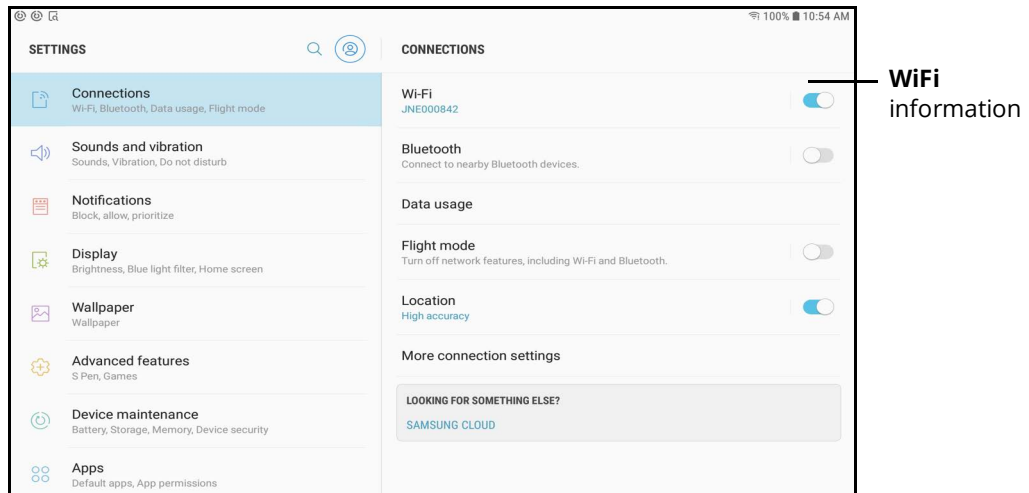 100% 10:54 AM
SETTINGS
Connections
Wi-Fi, Bluetooth, Data usage, Flight mode
Sounds and vibration
Sounds, Vibration, Do not disturb
Notifications
Block, allow, prioritize
Display
Brightness, Blue light filter, Home screen
Wallpaper
Wallpaper
Advanced features
S Pen, Games
Device maintenance
Battery, Storage, Memory, Device security
Apps
Default apps, App permissions
CONNECTIONS
Wi-Fi
JNE000842
Bluetooth
Connect to nearby Bluetooth devices.
Data usage
Flight mode
Turn off network features, including Wi-Fi and Bluetooth.
Location
High accuracy
More connection settings
LOOKING FOR SOMETHING ELSE?
SAMSUNG CLOUD
WiFi
information